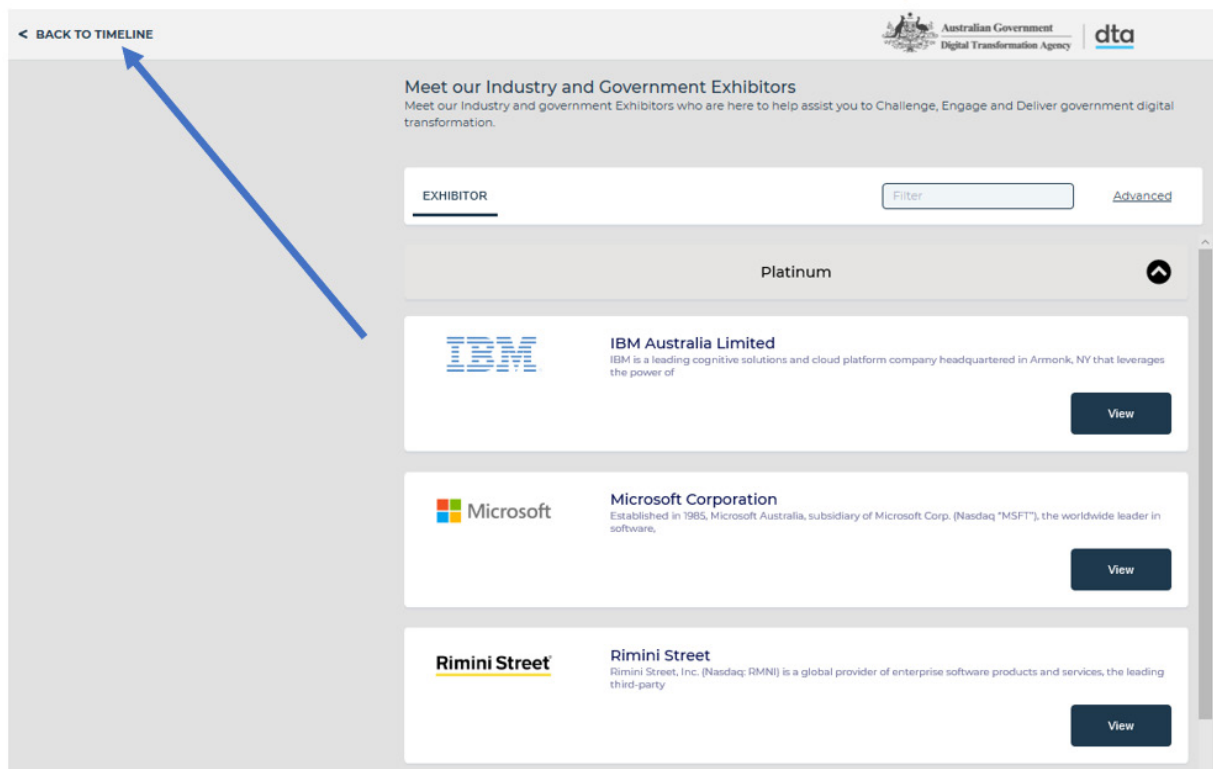 < BACK TO TIMELINE
Australian Government
Digital Transformation Agency
dta
Meet our Industry and Government Exhibitors
Meet our Industry and government Exhibitors who are here to help assist you to Challenge, Engage and Deliver government digital
transformation.
EXHIBITOR
Filter
Advanced
Platinum
IBM
IBM Australia Limited
IBM is a leading cognitive solutions and cloud platform company headquartered in Armonk, NY that leverages
the power of
View
Microsoft
Microsoft Corporation
Established in 1985, Microsoft Australia, subsidiary of Microsoft Corp. (Nasdaq "MSFT"), the worldwide leader in
software,
View
Rimini Street
Rimini Street
Rimini Street, Inc. (Nasdaq: RMNI) is a global provider of enterprise software products and services, the leading
third-party
View